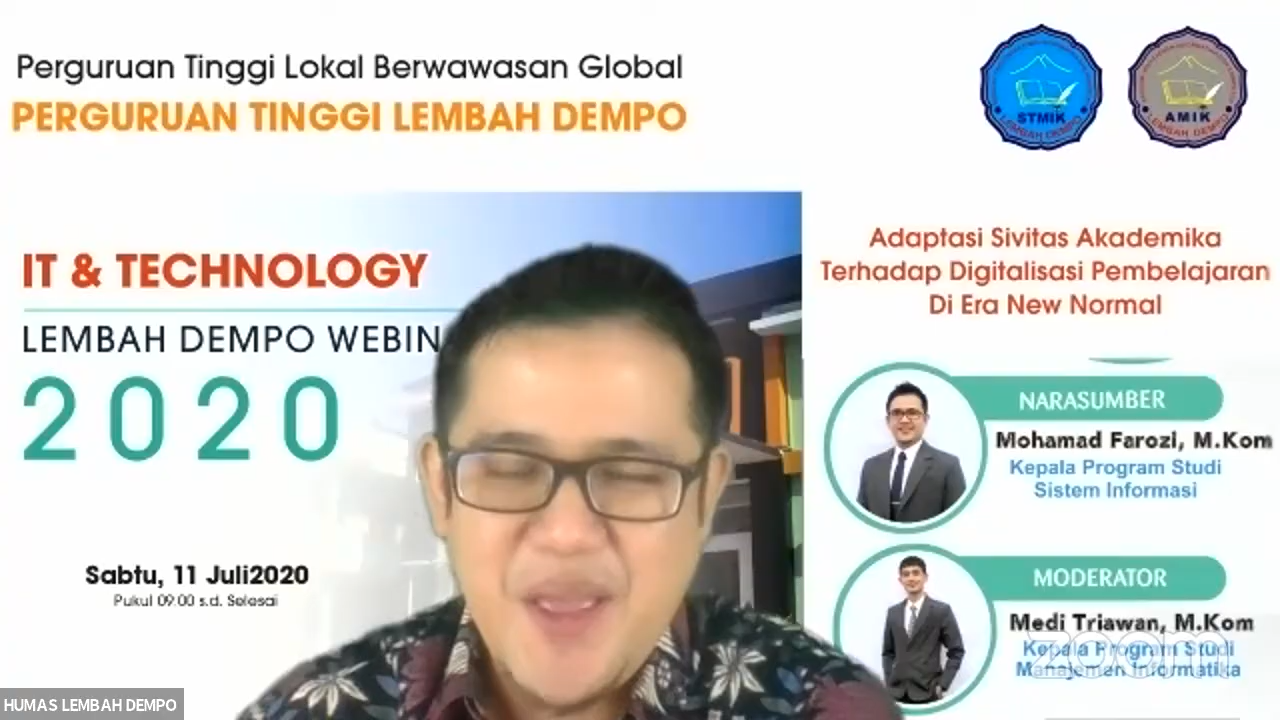 Perguruan Tinggi Lokal Berwawasan Global
PERGURUAN TINGGI LEMBAH DEMPO
STMIK
LEMBAH DEMPO
AMIK
LEMBAH DEMPO
IT & TECHNOLOGY
LEMBAH DEMPO WEBIN
2020
Sabtu, 11 Juli2020
Pukul 09.00 s.d. Selesai
Adaptasi Sivitas Akademika
Terhadap Digitalisasi Pembelajaran
Di Era New Normal
NARASUMBER
Mohamad Farozi, M.Kom
Kepala Program Studi
Sistem Informasi
MODERATOR
Medi Triawan, M.Kom
Kepala Program Studi
Manajemen Informatika
zoom
HUMAS LEMBAH DEMPO